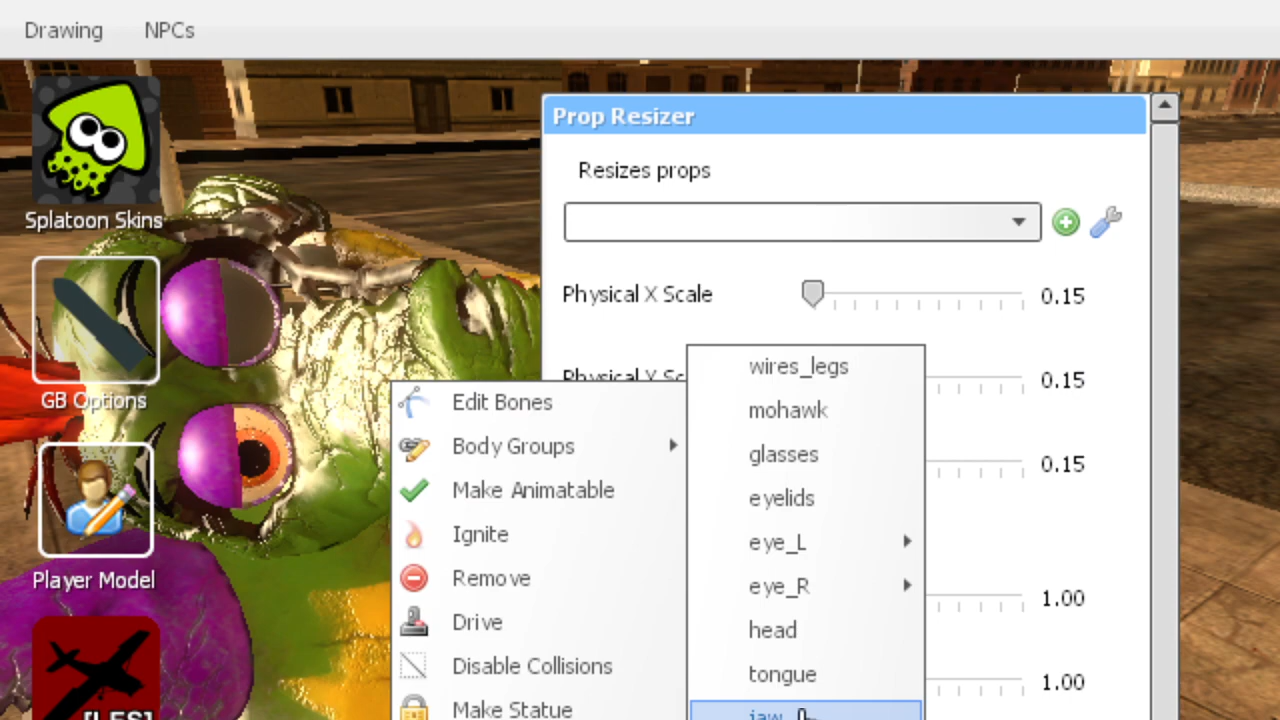 Drawing NPCs
Prop Resizer
Resizes props
Splatoon Skins
GB Options
Player Model
[LFS]
Physical X Scale 0.15
0.15
0.15
1.00
1.00
Edit Bones
Body Groups
Make Animatable
Ignite
Remove
Drive
Disable Collisions
Make Statue
wires_legs
mohawk
glasses
eyelids
eye_L
eye_R
head
tongue
jaw